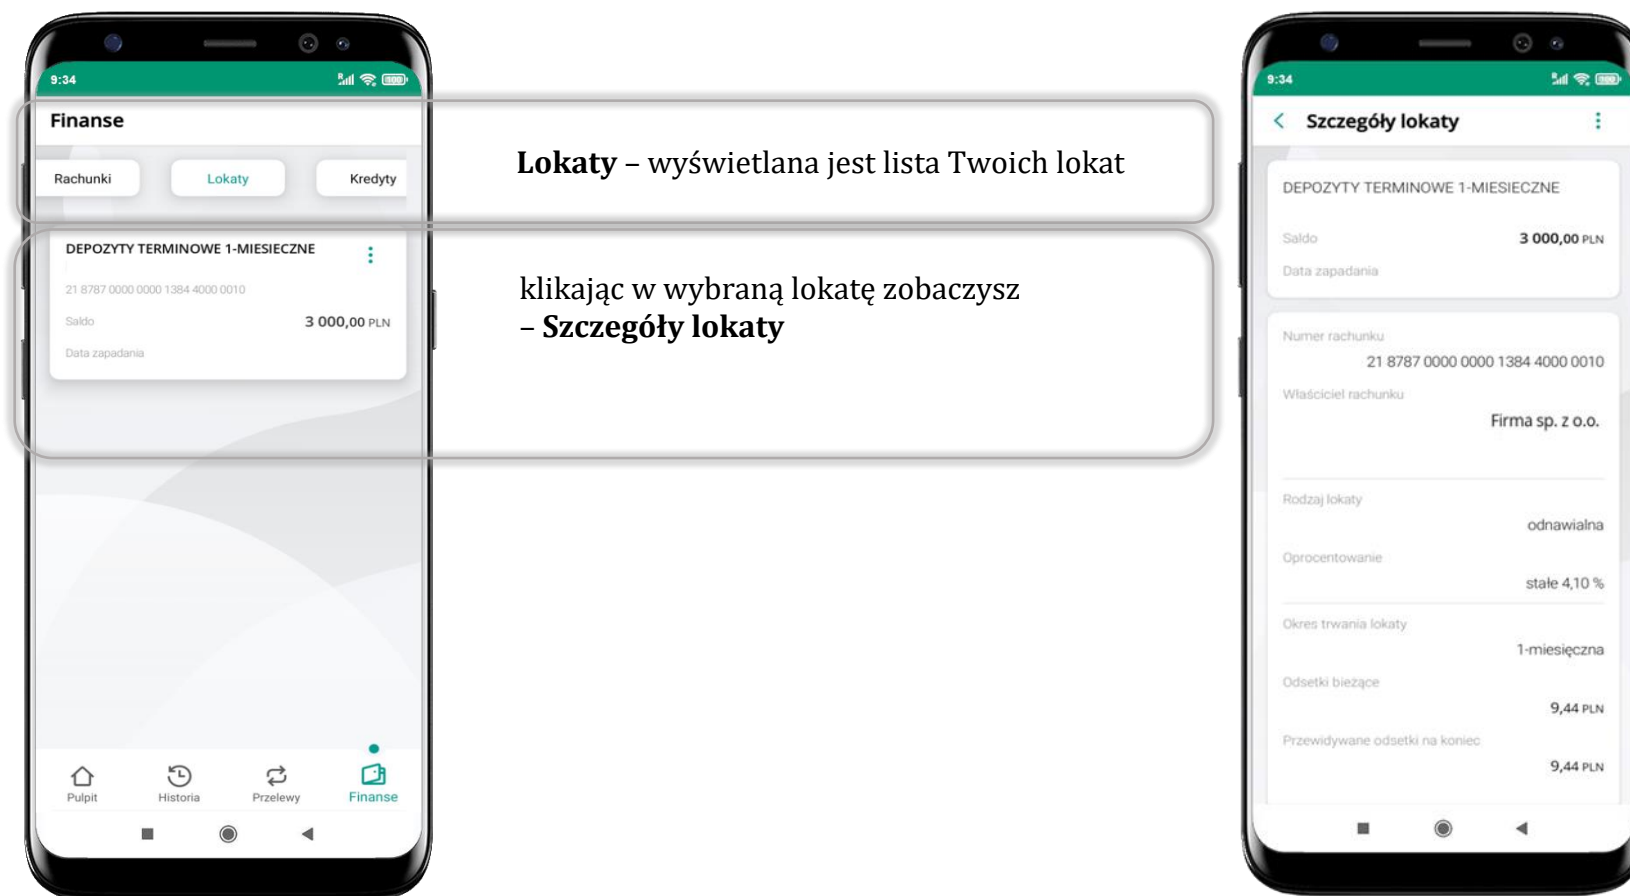 9:34
Finanse
Rachunki Lokaty Kredyty
DEPOZYTY TERMINOWE 1-MIESIECZNE
21 8787 0000 0000 1384 4000 0010
Saldo 3 000,00 PLN
Data zapadania
Pulpit Historia Przelewy Finanse
Lokaty – wyświetlana jest lista Twoich lokat
klikając w wybraną lokatę zobaczysz
– Szczegóły lokaty
9:34
Szczegóły lokaty
DEPOZYTY TERMINOWE 1-MIESIECZNE
Saldo 3 000,00 PLN
Data zapadania
Numer rachunku
21 8787 0000 0000 1384 4000 0010
Właściciel rachunku
Firma sp. z o.o.
Rodzaj lokaty
odnawialna
Oprocentowanie
stałe 4,10 %
Okres trwania lokaty
1-miesięczna
Odsetki bieżące
9,44 PLN
Przewidywane odsetki na koniec
9,44 PLN